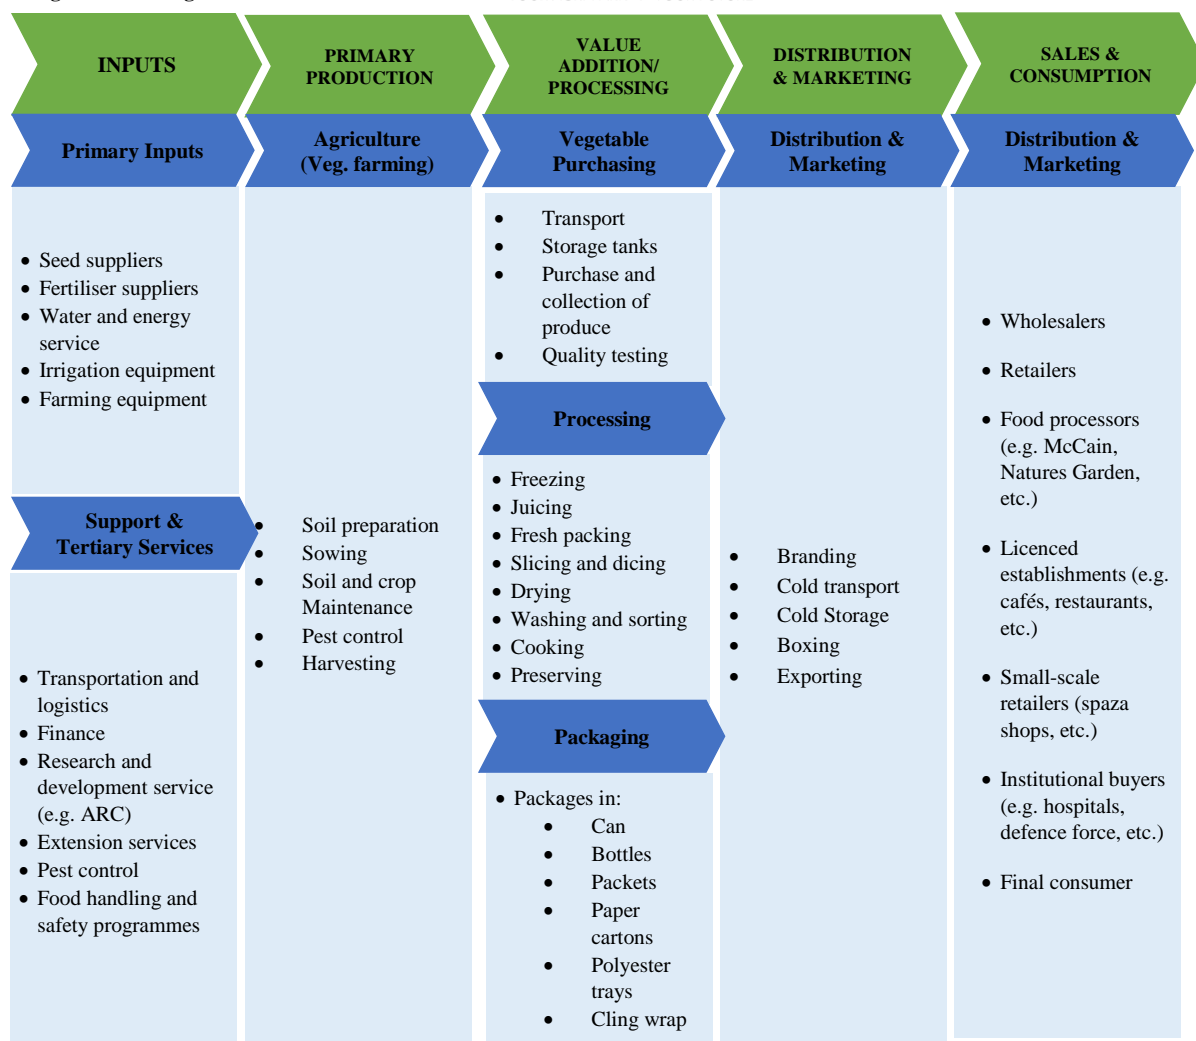 INPUTS
PRIMARY
PRODUCTION
VALUE
ADDITION/
PROCESSING
DISTRIBUTION
& MARKETING
SALES &
CONSUMPTION
Primary Inputs
Agriculture
(Veg. farming)
Vegetable
Purchasing
Distribution &
Marketing
Distribution &
Marketing
• Seed suppliers
• Fertiliser suppliers
• Water and energy
service
• Irrigation equipment
• Farming equipment
Support &
Tertiary Services
• Transportation and
logistics
• Finance
• Research and
development service
(e.g. ARC)
• Extension services
• Pest control
• Food handling and
safety programmes
• Soil preparation
• Sowing
• Soil and crop
Maintenance
• Pest control
• Harvesting
• Transport
• Storage tanks
• Purchase and
collection of
produce
• Quality testing
Processing
• Freezing
• Juicing
• Fresh packing
• Slicing and dicing
• Drying
• Washing and sorting
• Cooking
• Preserving
Packaging
• Packages in:
• Can
• Bottles
• Packets
• Paper
cartons
• Polyester
trays
• Cling wrap
• Branding
• Cold transport
• Cold Storage
• Boxing
• Exporting
• Wholesalers
• Retailers
• Food processors
(e.g. McCain,
Natures Garden,
etc.)
• Licenced
establishments (e.g.
cafés, restaurants,
etc.)
• Small-scale
retailers (spaza
shops, etc.)
• Institutional buyers
(e.g. hospitals,
defence force, etc.)
• Final consumer